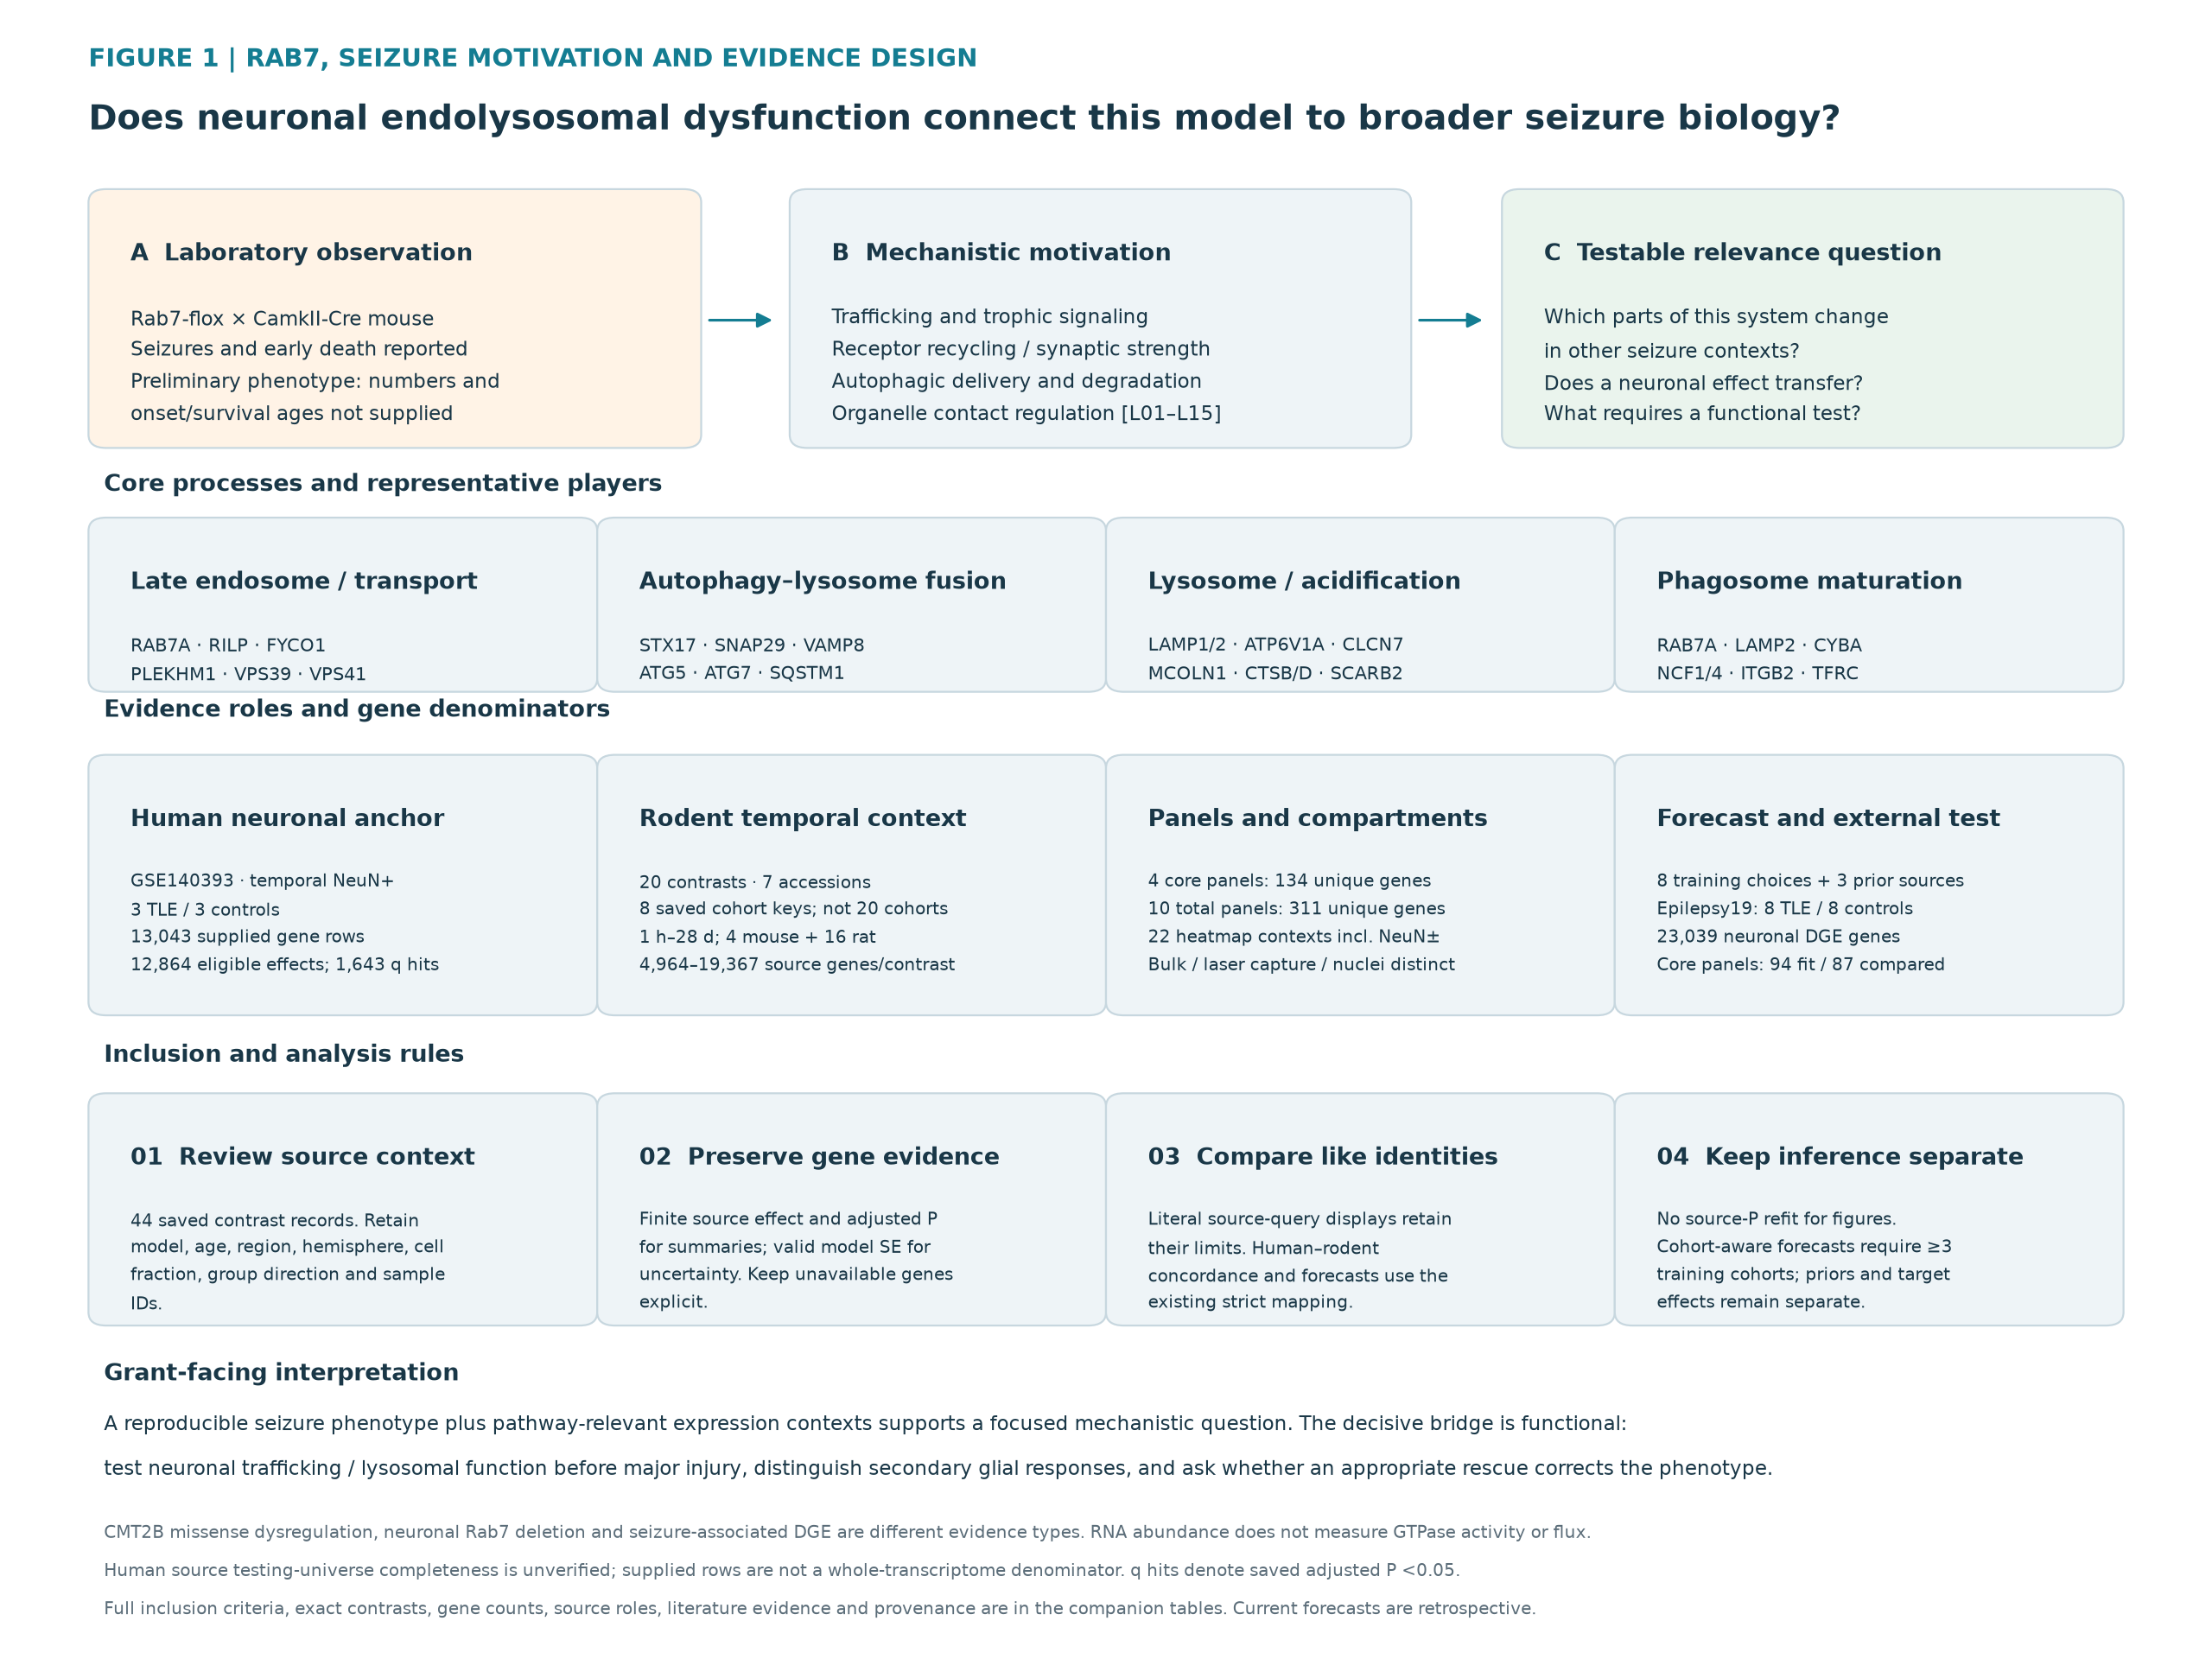 FIGURE 1 | RAB7, SEIZURE MOTIVATION AND EVIDENCE DESIGN
Does neuronal endolysosomal dysfunction connect this model to broader seizure biology?
A  Laboratory observation
Rab7-flox × CamkII-Cre mouse
Seizures and early death reported
Preliminary phenotype: numbers and
onset/survival ages not supplied
B  Mechanistic motivation
Trafficking and trophic signaling
Receptor recycling / synaptic strength
Autophagic delivery and degradation
Organelle contact regulation [L01–L15]
C  Testable relevance question
Which parts of this system change
in other seizure contexts?
Does a neuronal effect transfer?
What requires a functional test?
Core processes and representative players
Late endosome / transport
RAB7A · RILP · FYCO1
PLEKHM1 · VPS39 · VPS41
Autophagy–lysosome fusion
STX17 · SNAP29 · VAMP8
ATG5 · ATG7 · SQSTM1
Lysosome / acidification
LAMP1/2 · ATP6V1A · CLCN7
MCOLN1 · CTSB/D · SCARB2
Phagosome maturation
RAB7A · LAMP2 · CYBA
NCF1/4 · ITGB2 · TFRC
Evidence roles and gene denominators
Human neuronal anchor
GSE140393 · temporal NeuN+
3 TLE / 3 controls
13,043 supplied gene rows
12,864 eligible effects; 1,643 q hits
Rodent temporal context
20 contrasts · 7 accessions
8 saved cohort keys; not 20 cohorts
1 h–28 d; 4 mouse + 16 rat
4,964–19,367 source genes/contrast
Panels and compartments
4 core panels: 134 unique genes
10 total panels: 311 unique genes
22 heatmap contexts incl. NeuN±
Bulk / laser capture / nuclei distinct
Forecast and external test
8 training choices + 3 prior sources
Epilepsy19: 8 TLE / 8 controls
23,039 neuronal DGE genes
Core panels: 94 fit / 87 compared
Inclusion and analysis rules
01  Review source context
44 saved contrast records. Retain
model, age, region, hemisphere, cell
fraction, group direction and sample
IDs.
02  Preserve gene evidence
Finite source effect and adjusted P
for summaries; valid model SE for
uncertainty. Keep unavailable genes
explicit.
03  Compare like identities
Literal source-query displays retain
their limits. Human–rodent
concordance and forecasts use the
existing strict mapping.
04  Keep inference separate
No source-P refit for figures.
Cohort-aware forecasts require ≥3
training cohorts; priors and target
effects remain separate.
Grant-facing interpretation
A reproducible seizure phenotype plus pathway-relevant expression contexts supports a focused mechanistic question. The decisive bridge is functional:
test neuronal trafficking / lysosomal function before major injury, distinguish secondary glial responses, and ask whether an appropriate rescue corrects the phenotype.
CMT2B missense dysregulation, neuronal Rab7 deletion and seizure-associated DGE are different evidence types. RNA abundance does not measure GTPase activity or flux.
Human source testing-universe completeness is unverified; supplied rows are not a whole-transcriptome denominator. q hits denote saved adjusted P <0.05.
Full inclusion criteria, exact contrasts, gene counts, source roles, literature evidence and provenance are in the companion tables. Current forecasts are retrospective.